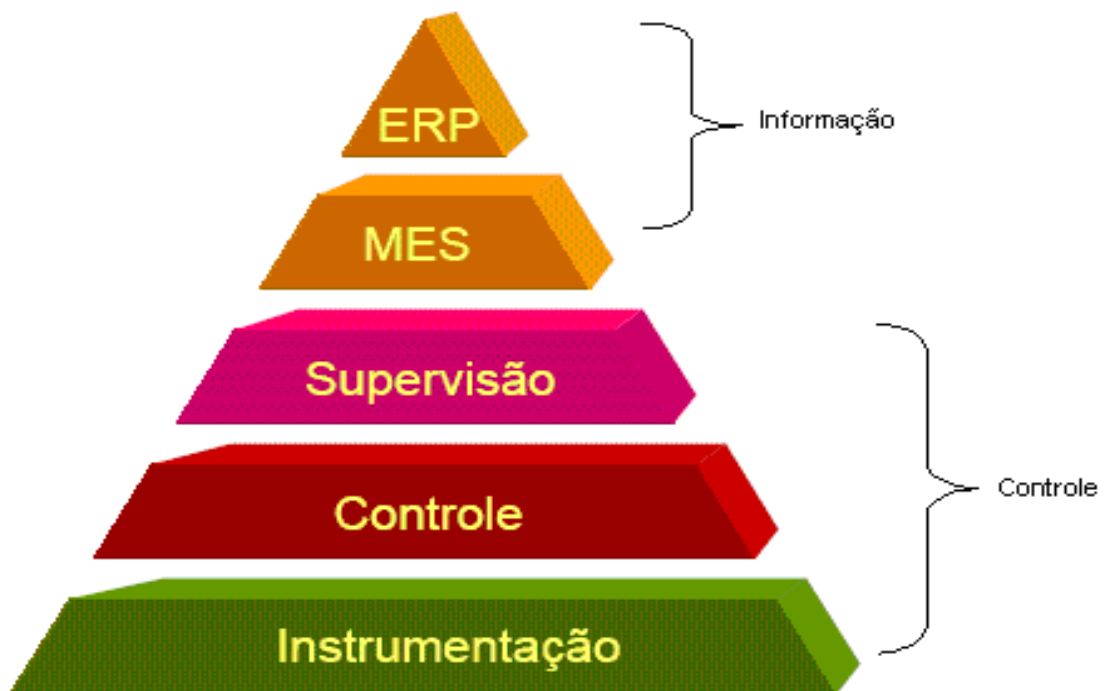 ERP
Informação
MES
Supervisão
Controle
Controle
Instrumentação